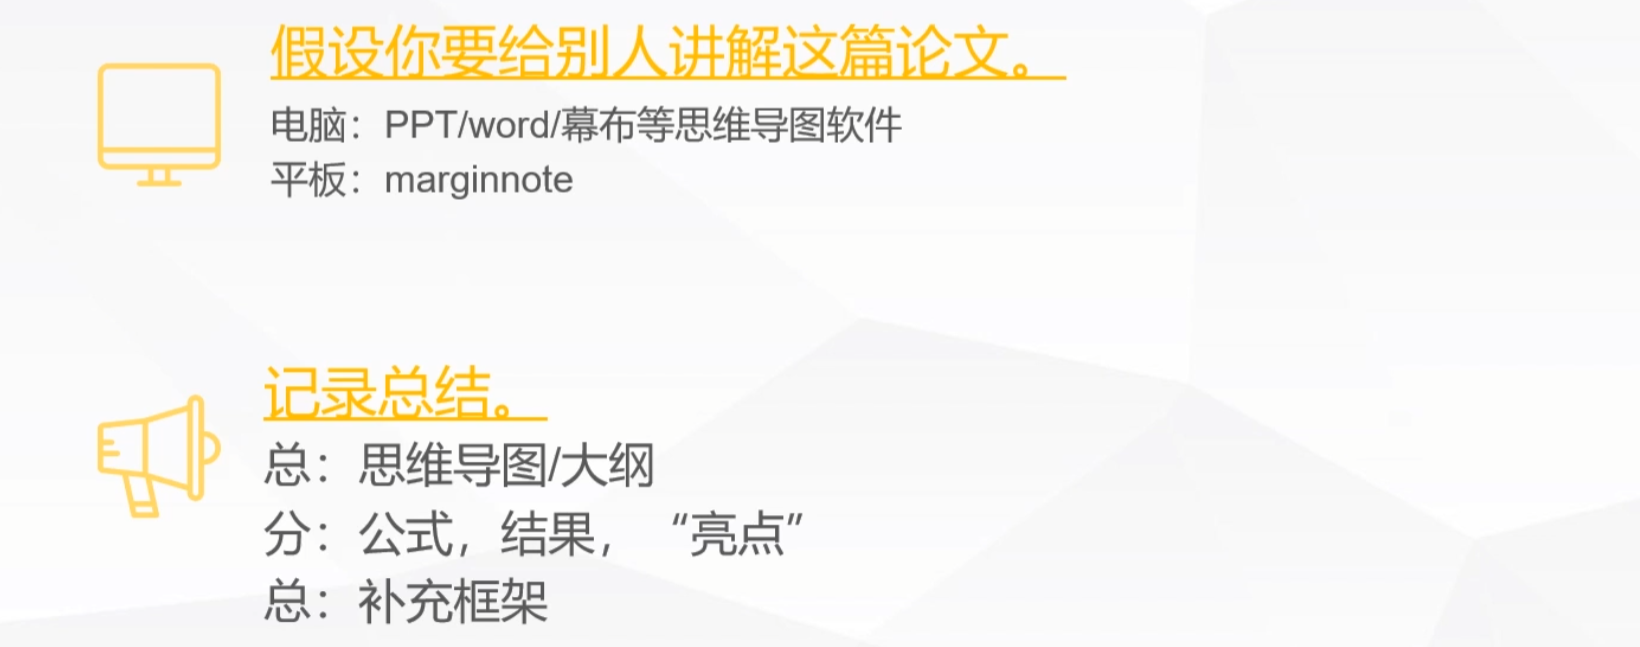 假设你要给别人讲解这篇论文。
电脑：PPT/word/幕布等思维导图软件
平板：marginnote
记录总结。
总：思维导图/大纲
分：公式，结果，“亮点”
总：补充框架